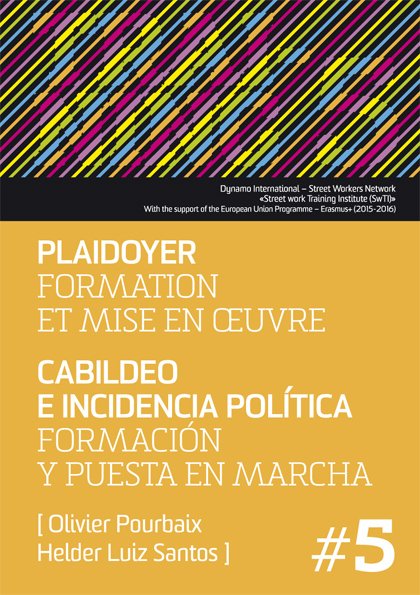 Dynamo International – Street Workers Network
«Street work Training Institute (SwTI)»
With the support of the European Union Programme – Erasmus+ (2015-2016)
PLAIDOYER
FORMATION
ET MISE EN ŒUVRE
CABILDEO
E INCIDENCIA POLÍTICA
FORMACIÓN
Y PUESTA EN MARCHA
[ Olivier Pourbaix
Helder Luiz Santos ]
#5